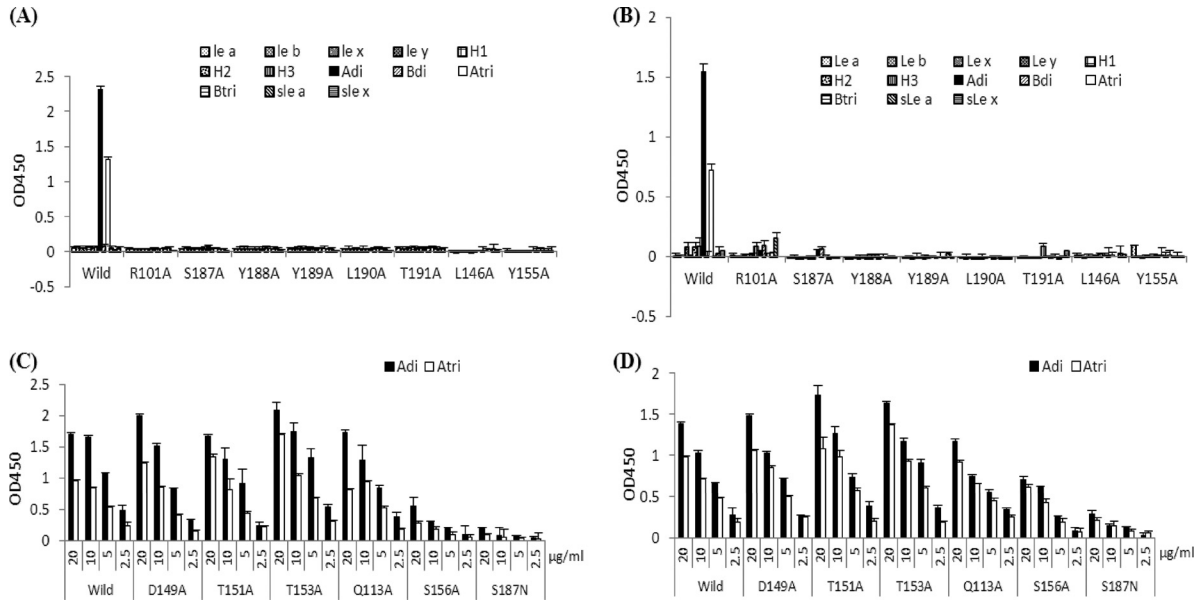 (A)
le a le b le x le y H1
H2 H3 Adi Bdi Atri
Btri sle a sle x
2.5
2
1.5
1
0.5
0
-0.5
OD450
Wild R101A S187A Y188A Y189A L190A T191A L146A Y155A
(B)
Le a Le b Le x Le y H1
H2 H3 Adi Bdi Atri
Btri sLe a sLe x
2
1.5
1
0.5
0
-0.5
OD450
Wild R101A S187A Y188A Y189A L190A T191A L146A Y155A
(C)
Adi Atri
2.5
2
1.5
1
0.5
0
OD450
20 10 5 2.5 20 10 5 2.5 20 10 5 2.5 20 10 5 2.5 20 10 5 2.5 20 10 5 2.5 20 10 5 2.5 µg/ml
Wild D149A T151A T153A Q113A S156A S187N
(D)
Adi Atri
2
1.5
1
0.5
0
OD450
20 10 5 2.5 20 10 5 2.5 20 10 5 2.5 20 10 5 2.5 20 10 5 2.5 20 10 5 2.5 20 10 5 2.5 µg/ml
Wild D149A T151A T153A Q113A S156A S187N